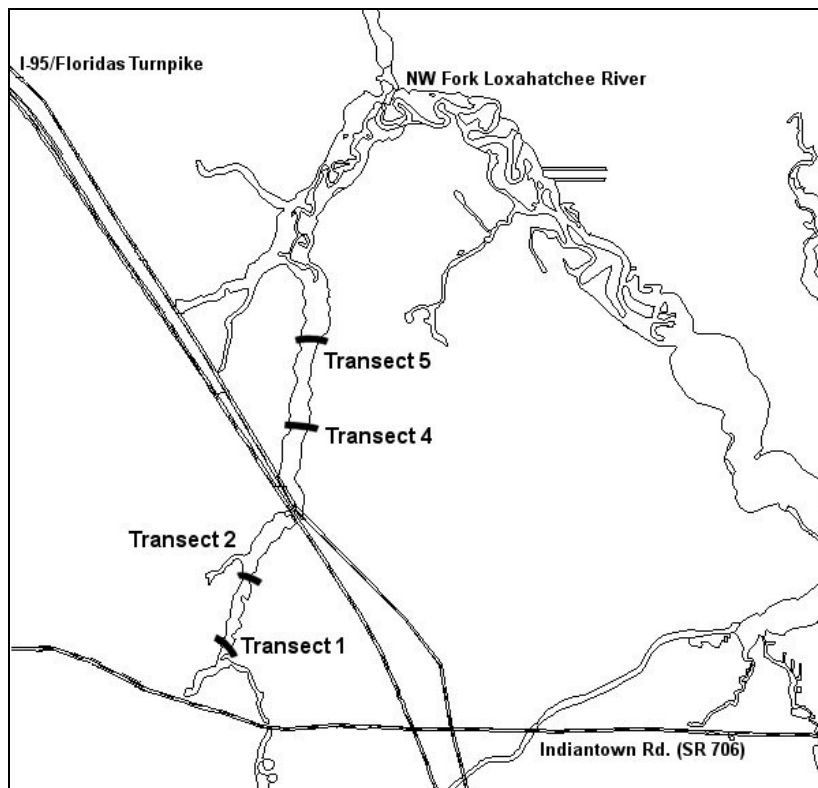 I-95/Floridas Turnpike
NW Fork Loxahatchee River
Transect 5
Transect 4
Transect 2
Transect 1
Indiantown Rd. (SR 706)